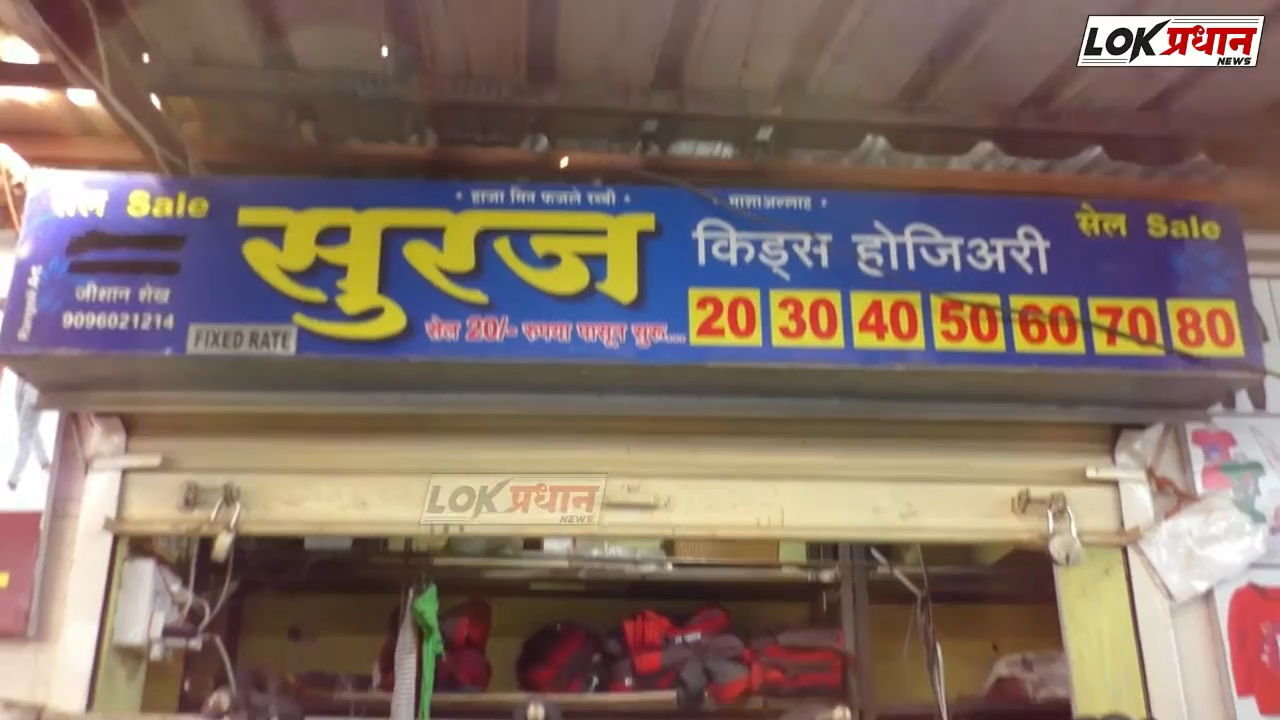 LOK प्रधान
NEWS
सेल Sale
हाजा मिन फजले रब्बी
माशाअल्लाह
सेल Sale
सुरज
किड्स होजिअरी
जीशान शेख
9096021214
FIXED RATE
सेल 20/- रुपया पासून सुरू....
20 30 40 50 60 70 80
LOK प्रधान
NEWS